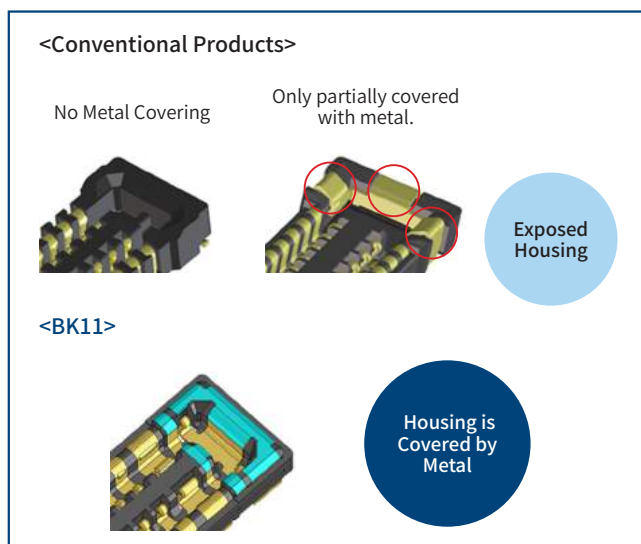 <Conventional Products>
No Metal Covering
Only partially covered
with metal.
Exposed
Housing
<BK11>
Housing is
Covered by
Metal